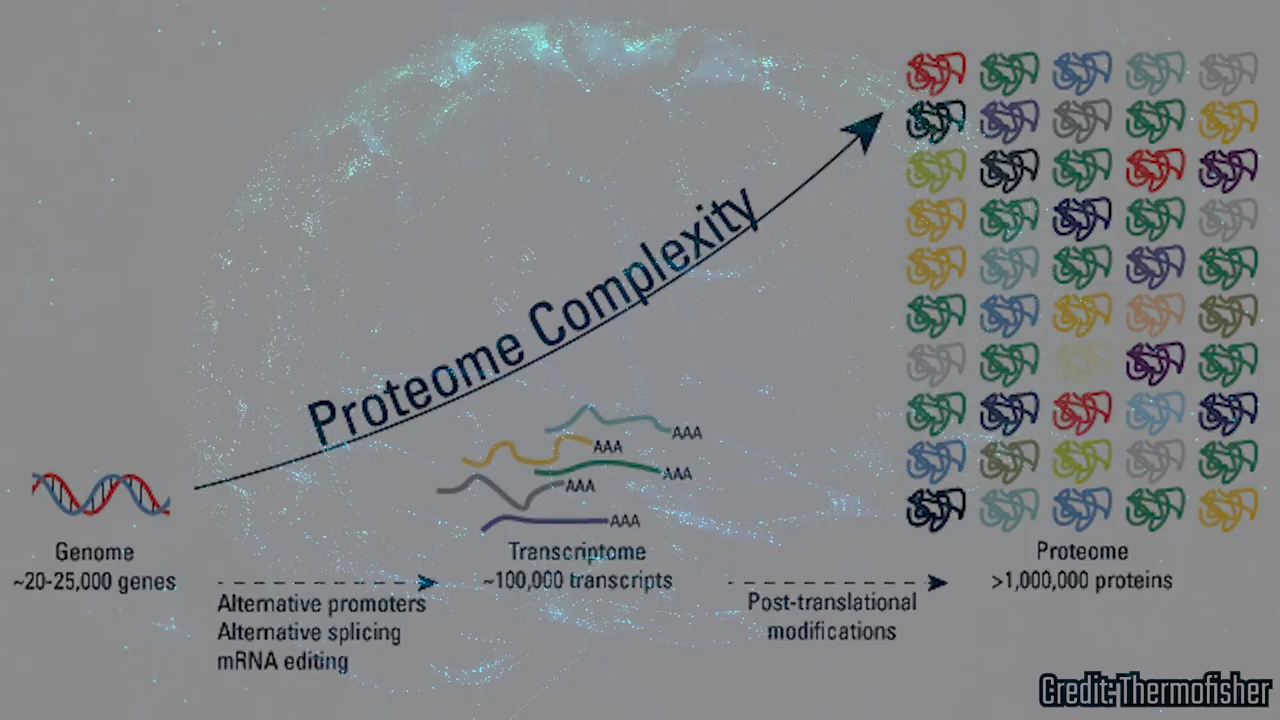 Proteome Complexity
AAA
AAA
AAA
AAA
AAA
Genome
~20-25,000 genes
Transcriptome
~100,000 transcripts
Proteome
>1,000,000 proteins
Alternative promoters
Alternative splicing
mRNA editing
Post-translational
modifications
Credit:Thermofisher